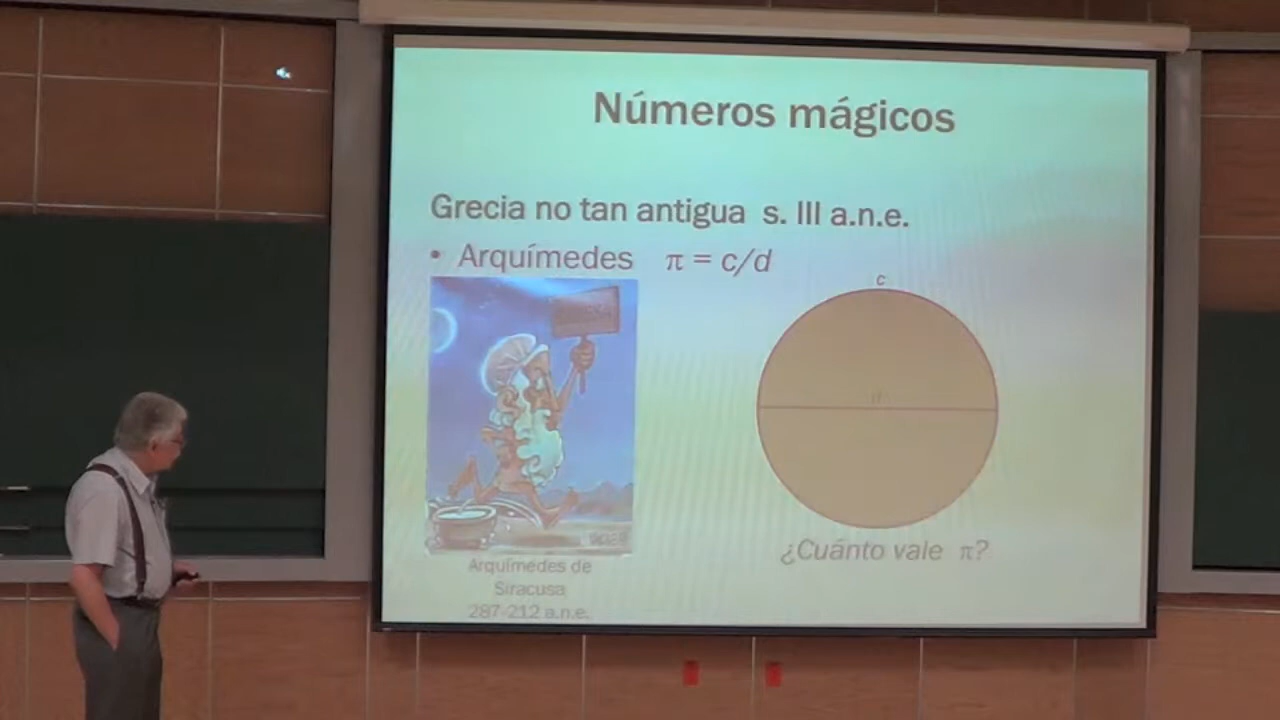 Números mágicos
Grecia no tan antigua s. III a.n.e.
• Arquímedes π = c/d
c
d
¿Cuánto vale π?
Arquímedes de
Siracusa
287-212 a.n.e.